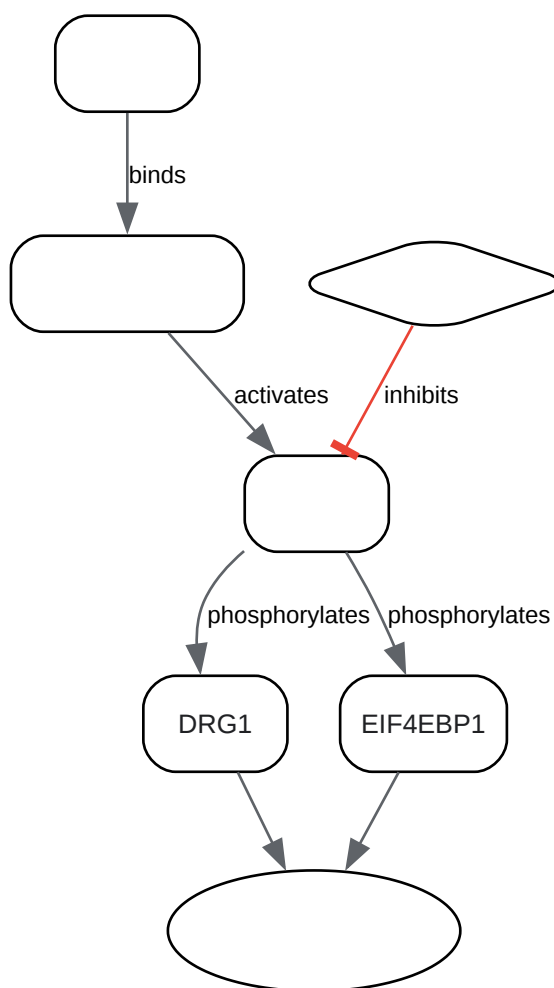 binds
activates
inhibits
phosphorylates
phosphorylates
DRG1
EIF4EBP1